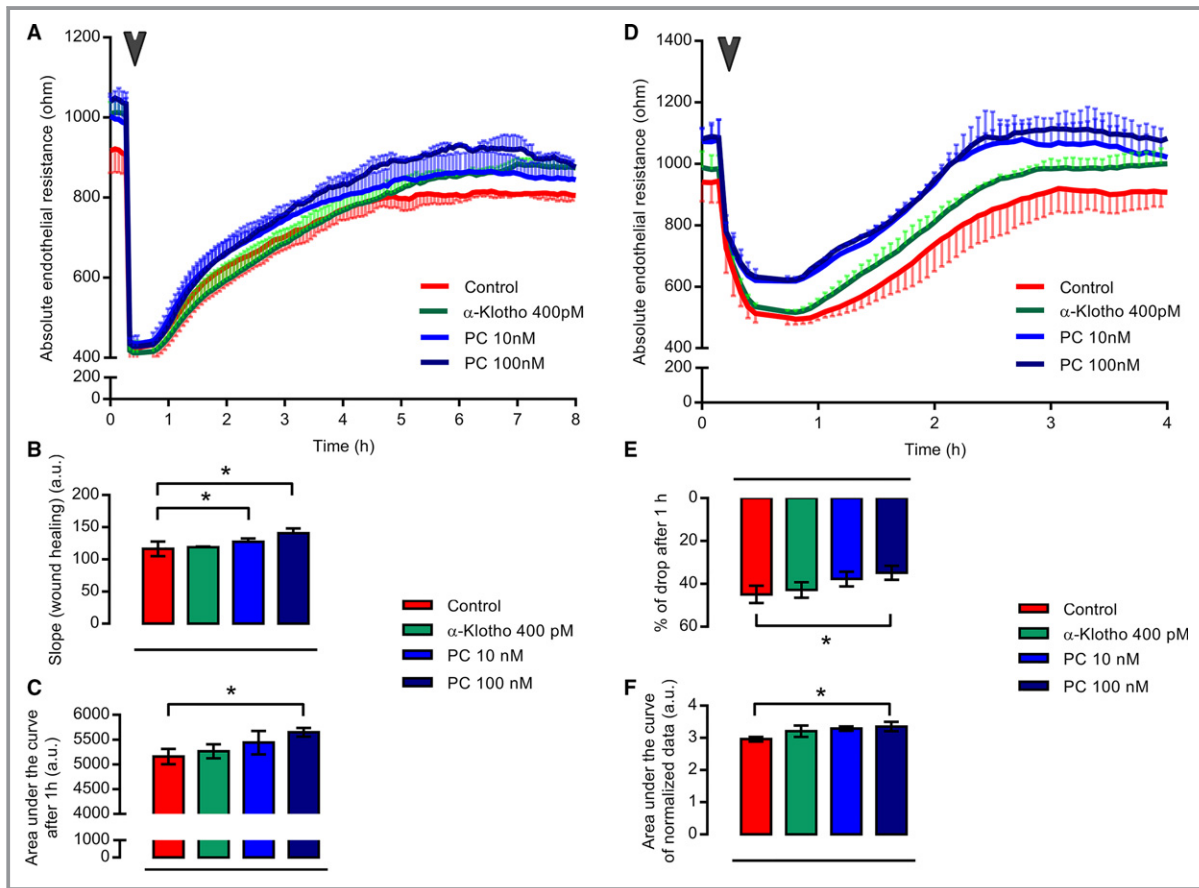 A
Absolute endothelial resistance (ohm)
1000
800
600
400
200
0
0 1 2 3 4 5 6 7 8
Time (h)
Control
α-Klotho 400pM
PC 10nM
PC 100nM
D
Absolute endothelial resistance (ohm)
1400
1200
1000
800
600
400
200
0
0 1 2 3 4
Time (h)
Control
α-Klotho 400pM
PC 10nM
PC 100nM
B
Slope (wound healing) (a.u.)
200
150
100
50
0
*
*
C
Area under the curve
after 1h (a.u.)
6000
5500
5000
4500
4000
1000
0
*
Control
α-Klotho 400 pM
PC 10 nM
PC 100 nM
E
% of drop after 1 h
0
20
40
60
*
F
Area under the curve
of normalized data (a.u.)
4
3
2
1
0
*
Control
α-Klotho 400 pM
PC 10 nM
PC 100 nM